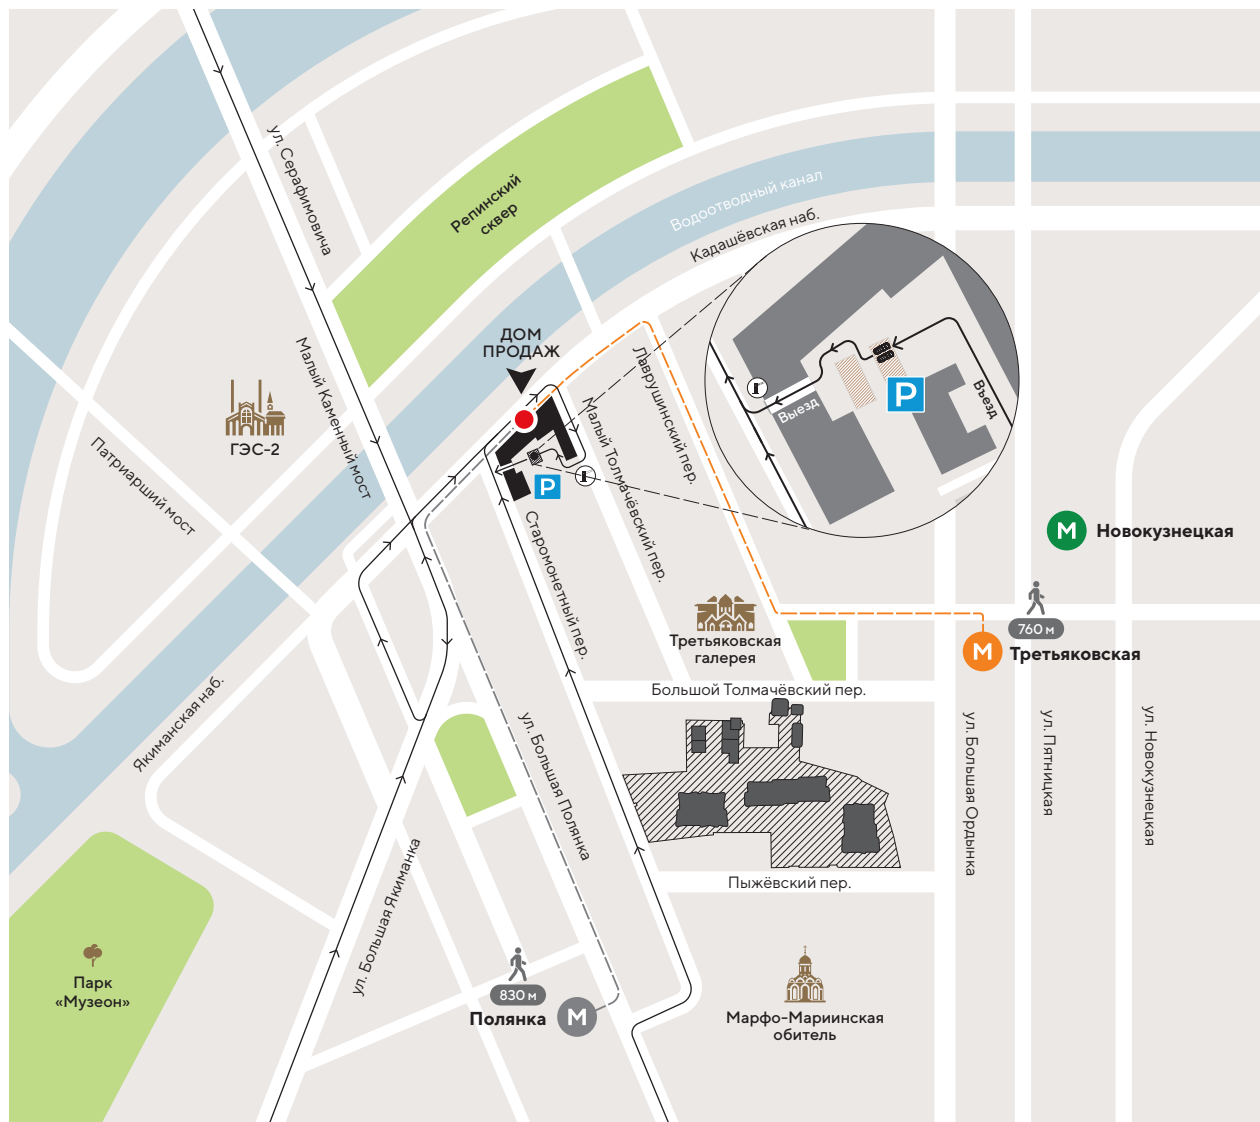 ул. Серафимовича
Репинский
сквер
Водоотводный канал
Кадашёвская наб.
ДОМ
ПРОДАЖ
Малый Каменный мост
Лаврушинский пер.
Въезд
Выезд
P
ГЭС-2
Патриарший мост
Малый Толмачёвский пер.
P
Старомонетный пер.
М
Новокузнецкая
760 м
М
Третьяковская
Третьяковская
галерея
Большой Толмачёвский пер.
Якиманская наб.
ул. Большая Полянка
ул. Большая Ордынка
ул. Пятницкая
ул. Новокузнецкая
ул. Большая Якиманка
Пыжёвский пер.
Парк
«Музеон»
830 м
Полянка
М
Марфо-Мариинская
обитель